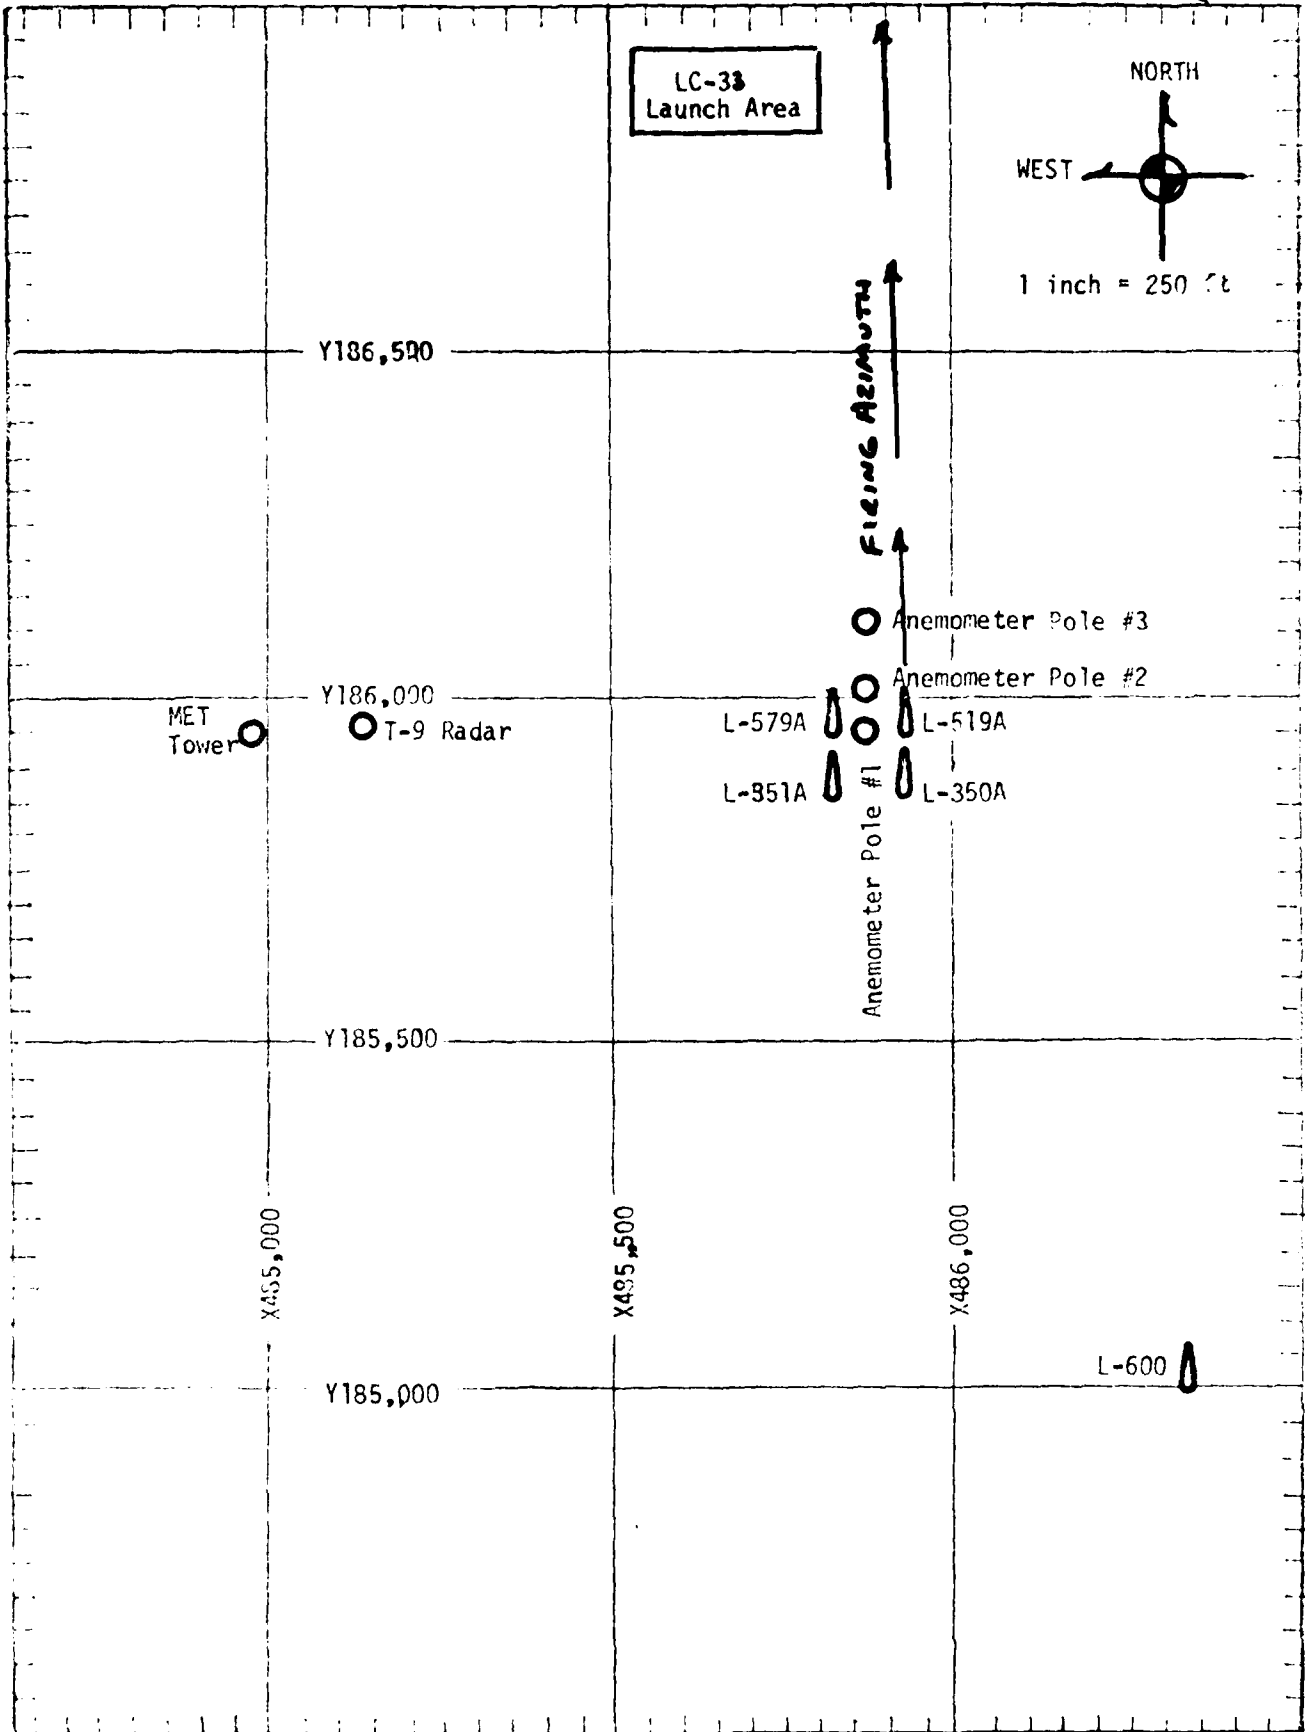 LC-33
Launch Area
NORTH
WEST
1 inch = 250 ft
FIRING AZIMUTH
Y186,500
Anemometer Pole #3
Anemometer Pole #2
Y186,000
MET
Tower
T-9 Radar
L-579A
L-519A
L-351A
L-350A
Anemometer Pole #1
Y185,500
X485,000
X485,500
X486,000
L-600
Y185,000